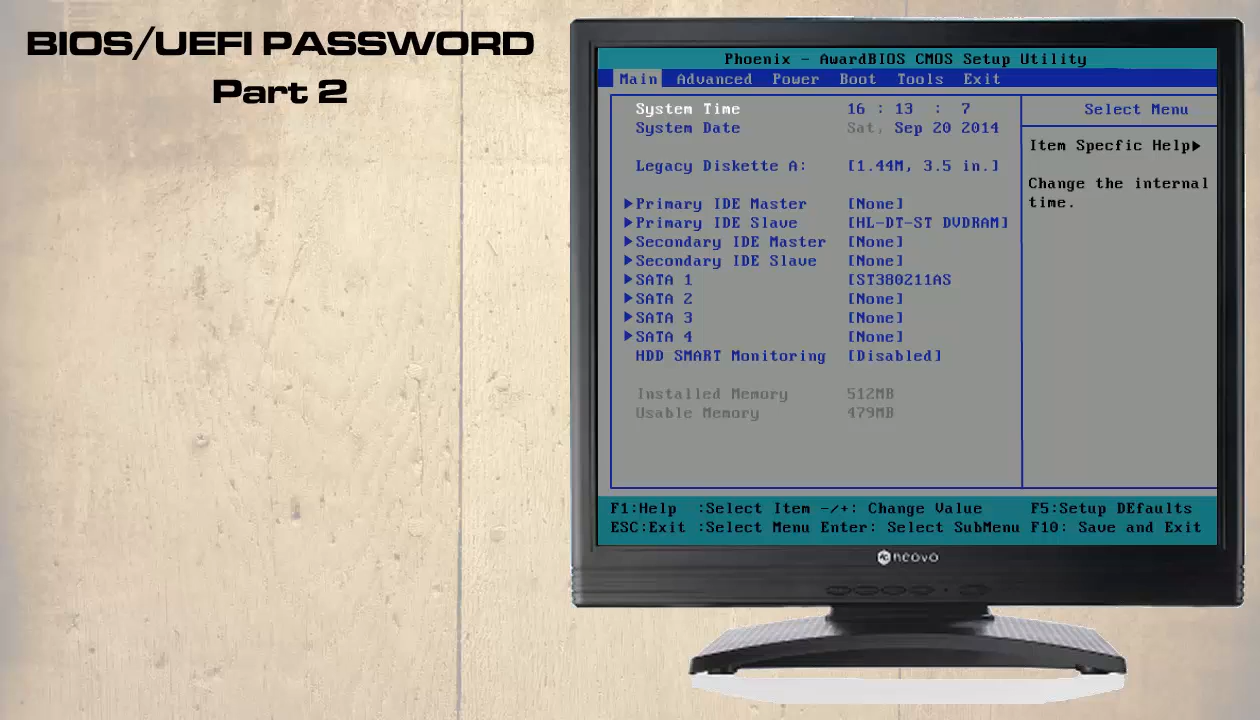 BIOS/UEFI PASSWORD
Part 2
Phoenix - AwardBIOS CMOS Setup Utility
Main Advanced Power Boot Tools Exit
System Time 16 : 13 : 7
System Date Sat, Sep 20 2014
Legacy Diskette A: [1.44M, 3.5 in.]
Primary IDE Master [None]
Primary IDE Slave [HL-DT-ST DVDRAM]
Secondary IDE Master [None]
Secondary IDE Slave [None]
SATA 1 [ST380211AS
SATA 2 [None]
SATA 3 [None]
SATA 4 [None]
HDD SMART Monitoring [Disabled]
Installed Memory 512MB
Usable Memory 479MB
Select Menu
Item Specfic Help
Change the internal
time.
F1:Help :Select Item -/+: Change Value F5:Setup DEfaults
ESC:Exit :Select Menu Enter: Select SubMenu F10: Save and Exit
neovo